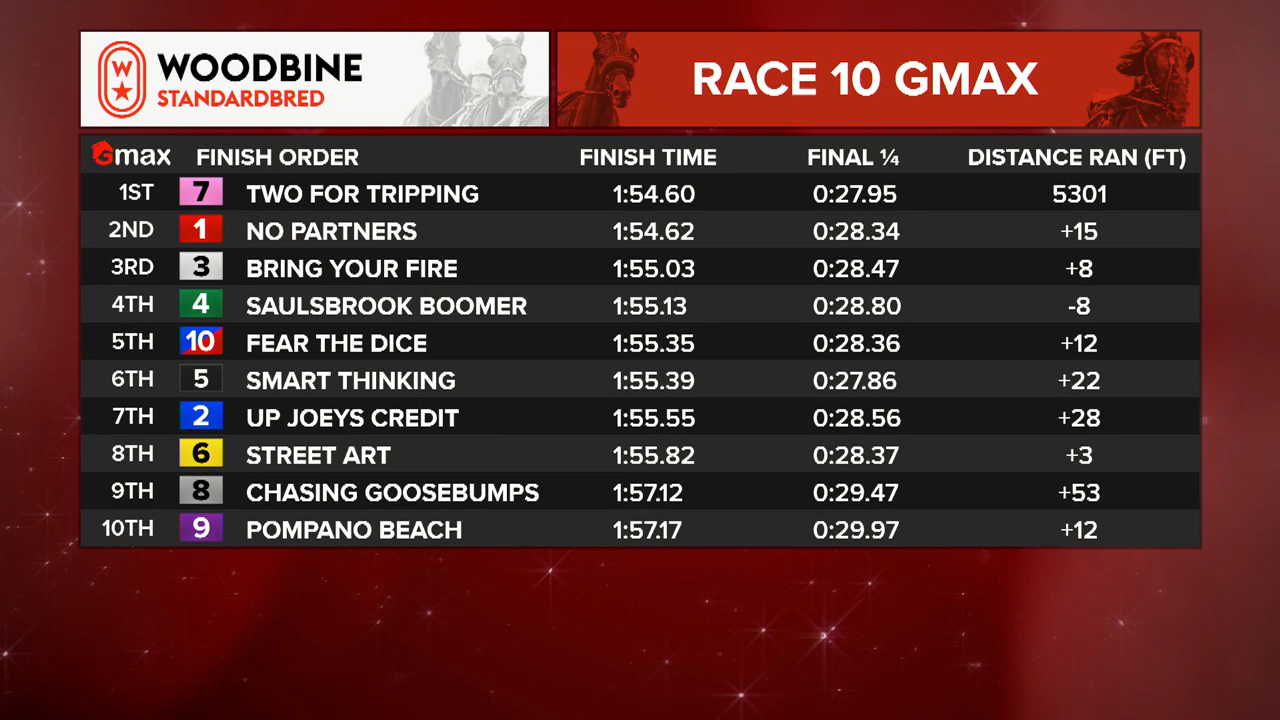 W
WOODBINE
STANDARDBRED
RACE 10 GMAX
Gmax FINISH ORDER FINISH TIME FINAL ¼ DISTANCE RAN (FT)
1ST 7 TWO FOR TRIPPING 1:54.60 0:27.95 5301
2ND 1 NO PARTNERS 1:54.62 0:28.34 +15
3RD 3 BRING YOUR FIRE 1:55.03 0:28.47 +8
4TH 4 SAULSBROOK BOOMER 1:55.13 0:28.80 -8
5TH 10 FEAR THE DICE 1:55.35 0:28.36 +12
6TH 5 SMART THINKING 1:55.39 0:27.86 +22
7TH 2 UP JOEYS CREDIT 1:55.55 0:28.56 +28
8TH 6 STREET ART 1:55.82 0:28.37 +3
9TH 8 CHASING GOOSEBUMPS 1:57.12 0:29.47 +53
10TH 9 POMPANO BEACH 1:57.17 0:29.97 +12